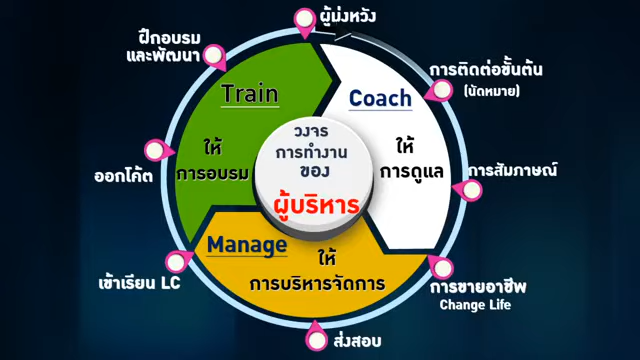 ผู้มุ่งหวัง
ฝึกอบรม
และพัฒนา
การติดต่อขั้นต้น
(นัดหมาย)
Train
Coach
วงจร
การทำงาน
ของ
ผู้บริหาร
ให้
การอบรม
ให้
การดูแล
ออกโค้ต
การสัมภาษณ์
Manage
ให้
การบริหารจัดการ
เข้าเรียน LC
การขายอาชีพ
Change Life
ส่งสอบ